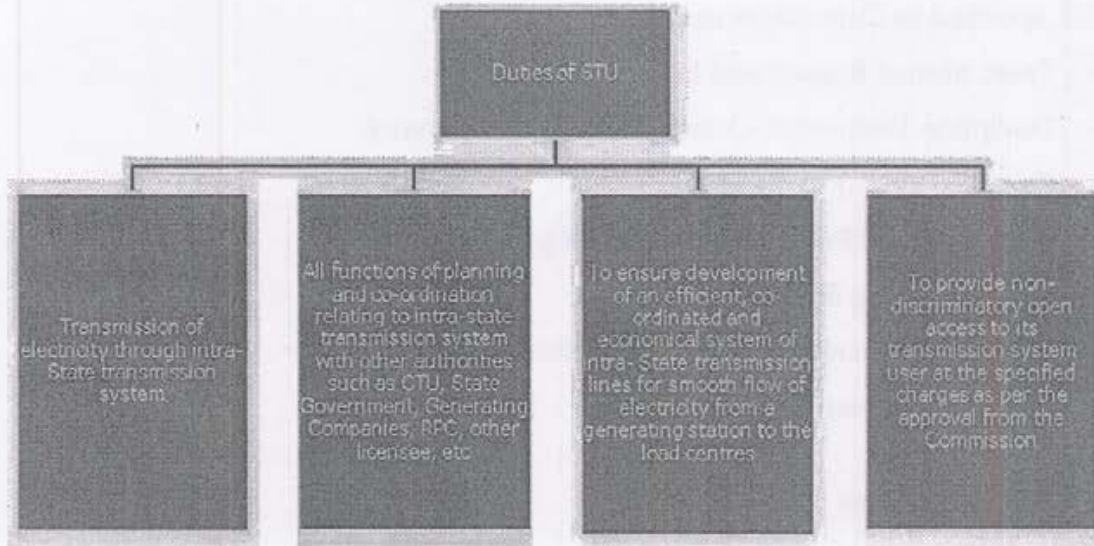 Duties of STU
Transmission of
electricity through intra-
State transmission
system
All functions of planning
and co-ordination
relating to intra-state
transmission system
with other authorities
such as CTU, State
Government, Generating
Companies, RPC, other
licensee, etc
To ensure development
of an efficient, co-
ordinated and
economical system of
intra- State transmission
lines for smooth flow of
electricity from a
generating station to the
load centres
To provide non-
discriminatory open
access to its
transmission system
user at the specified
charges as per the
approval from the
Commission